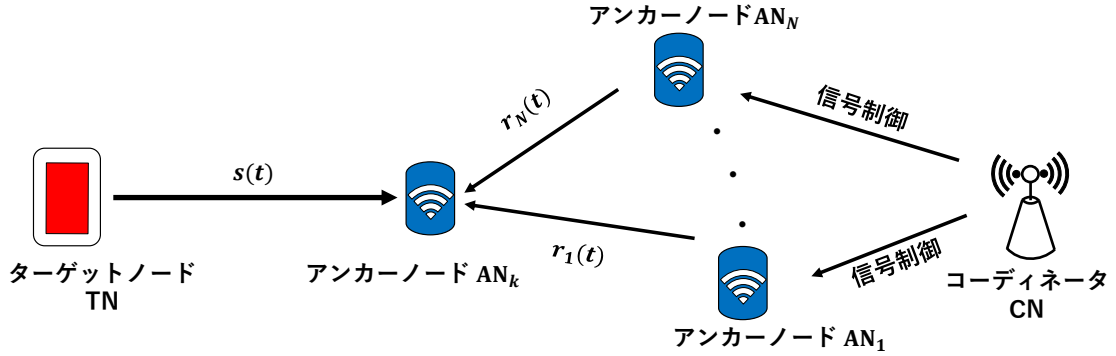 アンカーノードAN_N
r_N(t)
信号制御
s(t)
r_1(t)
信号制御
ターゲットノード
TN
アンカーノード AN_k
コーディネータ
CN
アンカーノード AN_1